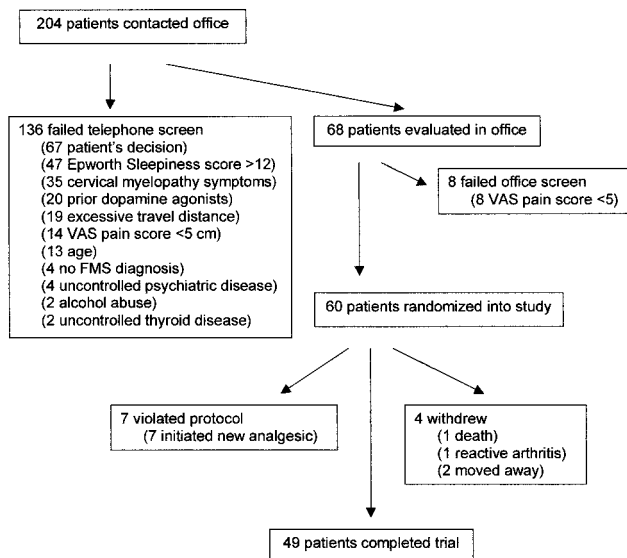 204 patients contacted office
136 failed telephone screen
(67 patient's decision)
(47 Epworth Sleepiness score >12)
(35 cervical myelopathy symptoms)
(20 prior dopamine agonists)
(19 excessive travel distance)
(14 VAS pain score <5 cm)
(13 age)
(4 no FMS diagnosis)
(4 uncontrolled psychiatric disease)
(2 alcohol abuse)
(2 uncontrolled thyroid disease)
68 patients evaluated in office
8 failed office screen
(8 VAS pain score <5)
60 patients randomized into study
7 violated protocol
(7 initiated new analgesic)
4 withdrew
(1 death)
(1 reactive arthritis)
(2 moved away)
49 patients completed trial